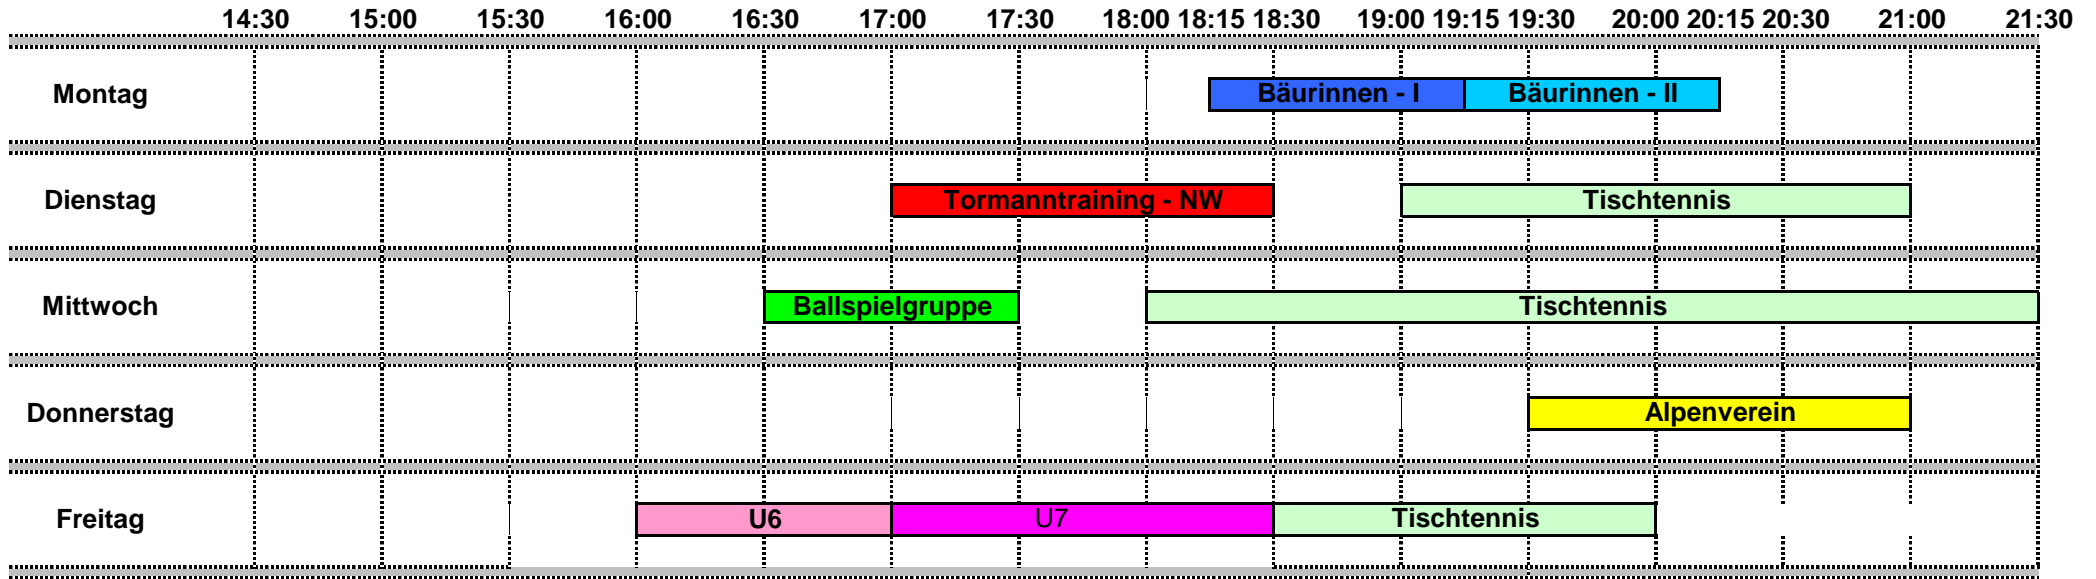 14:30 15:00 15:30 16:00 16:30 17:00 17:30 18:00 18:15 18:30 19:00 19:15 19:30 20:00 20:15 20:30 21:00 21:30
Montag Bäurinnen - I Bäurinnen - II
Dienstag Tormanntraining - NW Tischtennis
Mittwoch Ballspielgruppe Tischtennis
Donnerstag Alpenverein
Freitag U6 U7 Tischtennis